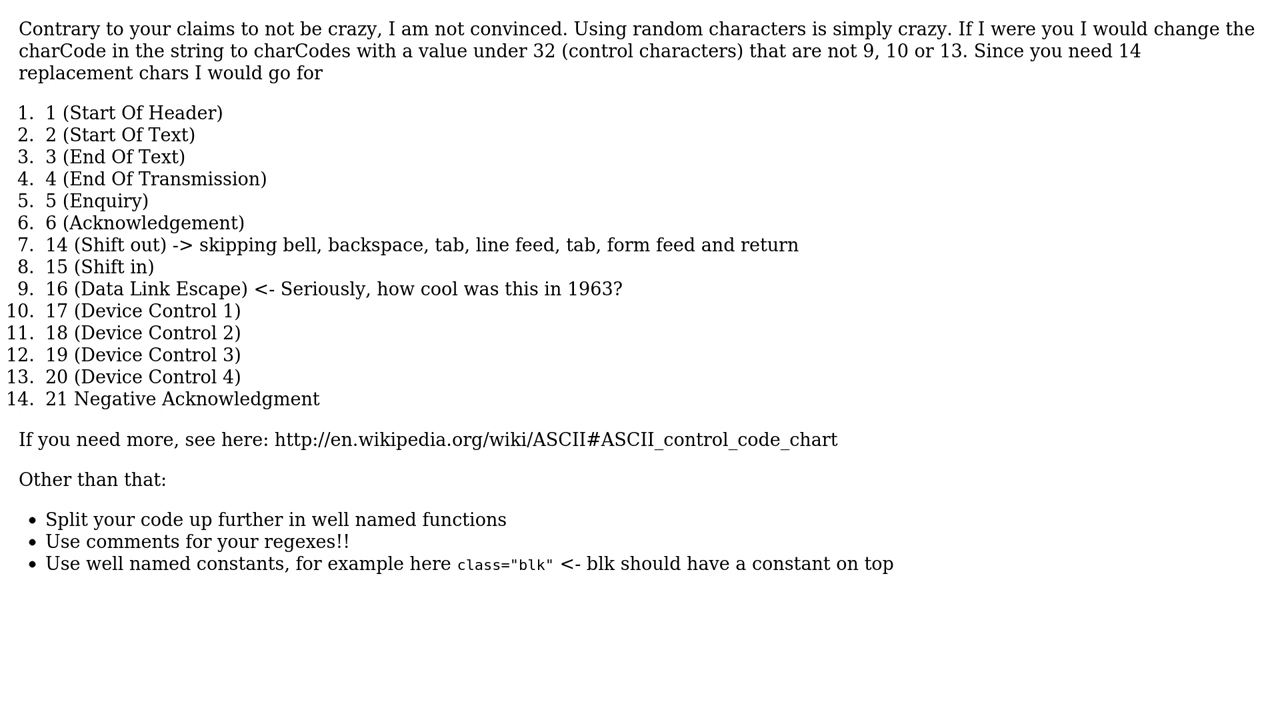 Contrary to your claims to not be crazy, I am not convinced. Using random characters is simply crazy. If I were you I would change the
charCode in the string to charCodes with a value under 32 (control characters) that are not 9, 10 or 13. Since you need 14
replacement chars I would go for
1. 1 (Start Of Header)
2. 2 (Start Of Text)
3. 3 (End Of Text)
4. 4 (End Of Transmission)
5. 5 (Enquiry)
6. 6 (Acknowledgement)
7. 14 (Shift out) -> skipping bell, backspace, tab, line feed, tab, form feed and return
8. 15 (Shift in)
9. 16 (Data Link Escape) <- Seriously, how cool was this in 1963?
10. 17 (Device Control 1)
11. 18 (Device Control 2)
12. 19 (Device Control 3)
13. 20 (Device Control 4)
14. 21 Negative Acknowledgment
If you need more, see here: http://en.wikipedia.org/wiki/ASCII#ASCII_control_code_chart
Other than that:
• Split your code up further in well named functions
• Use comments for your regexes!!
• Use well named constants, for example here class="blk" <- blk should have a constant on top